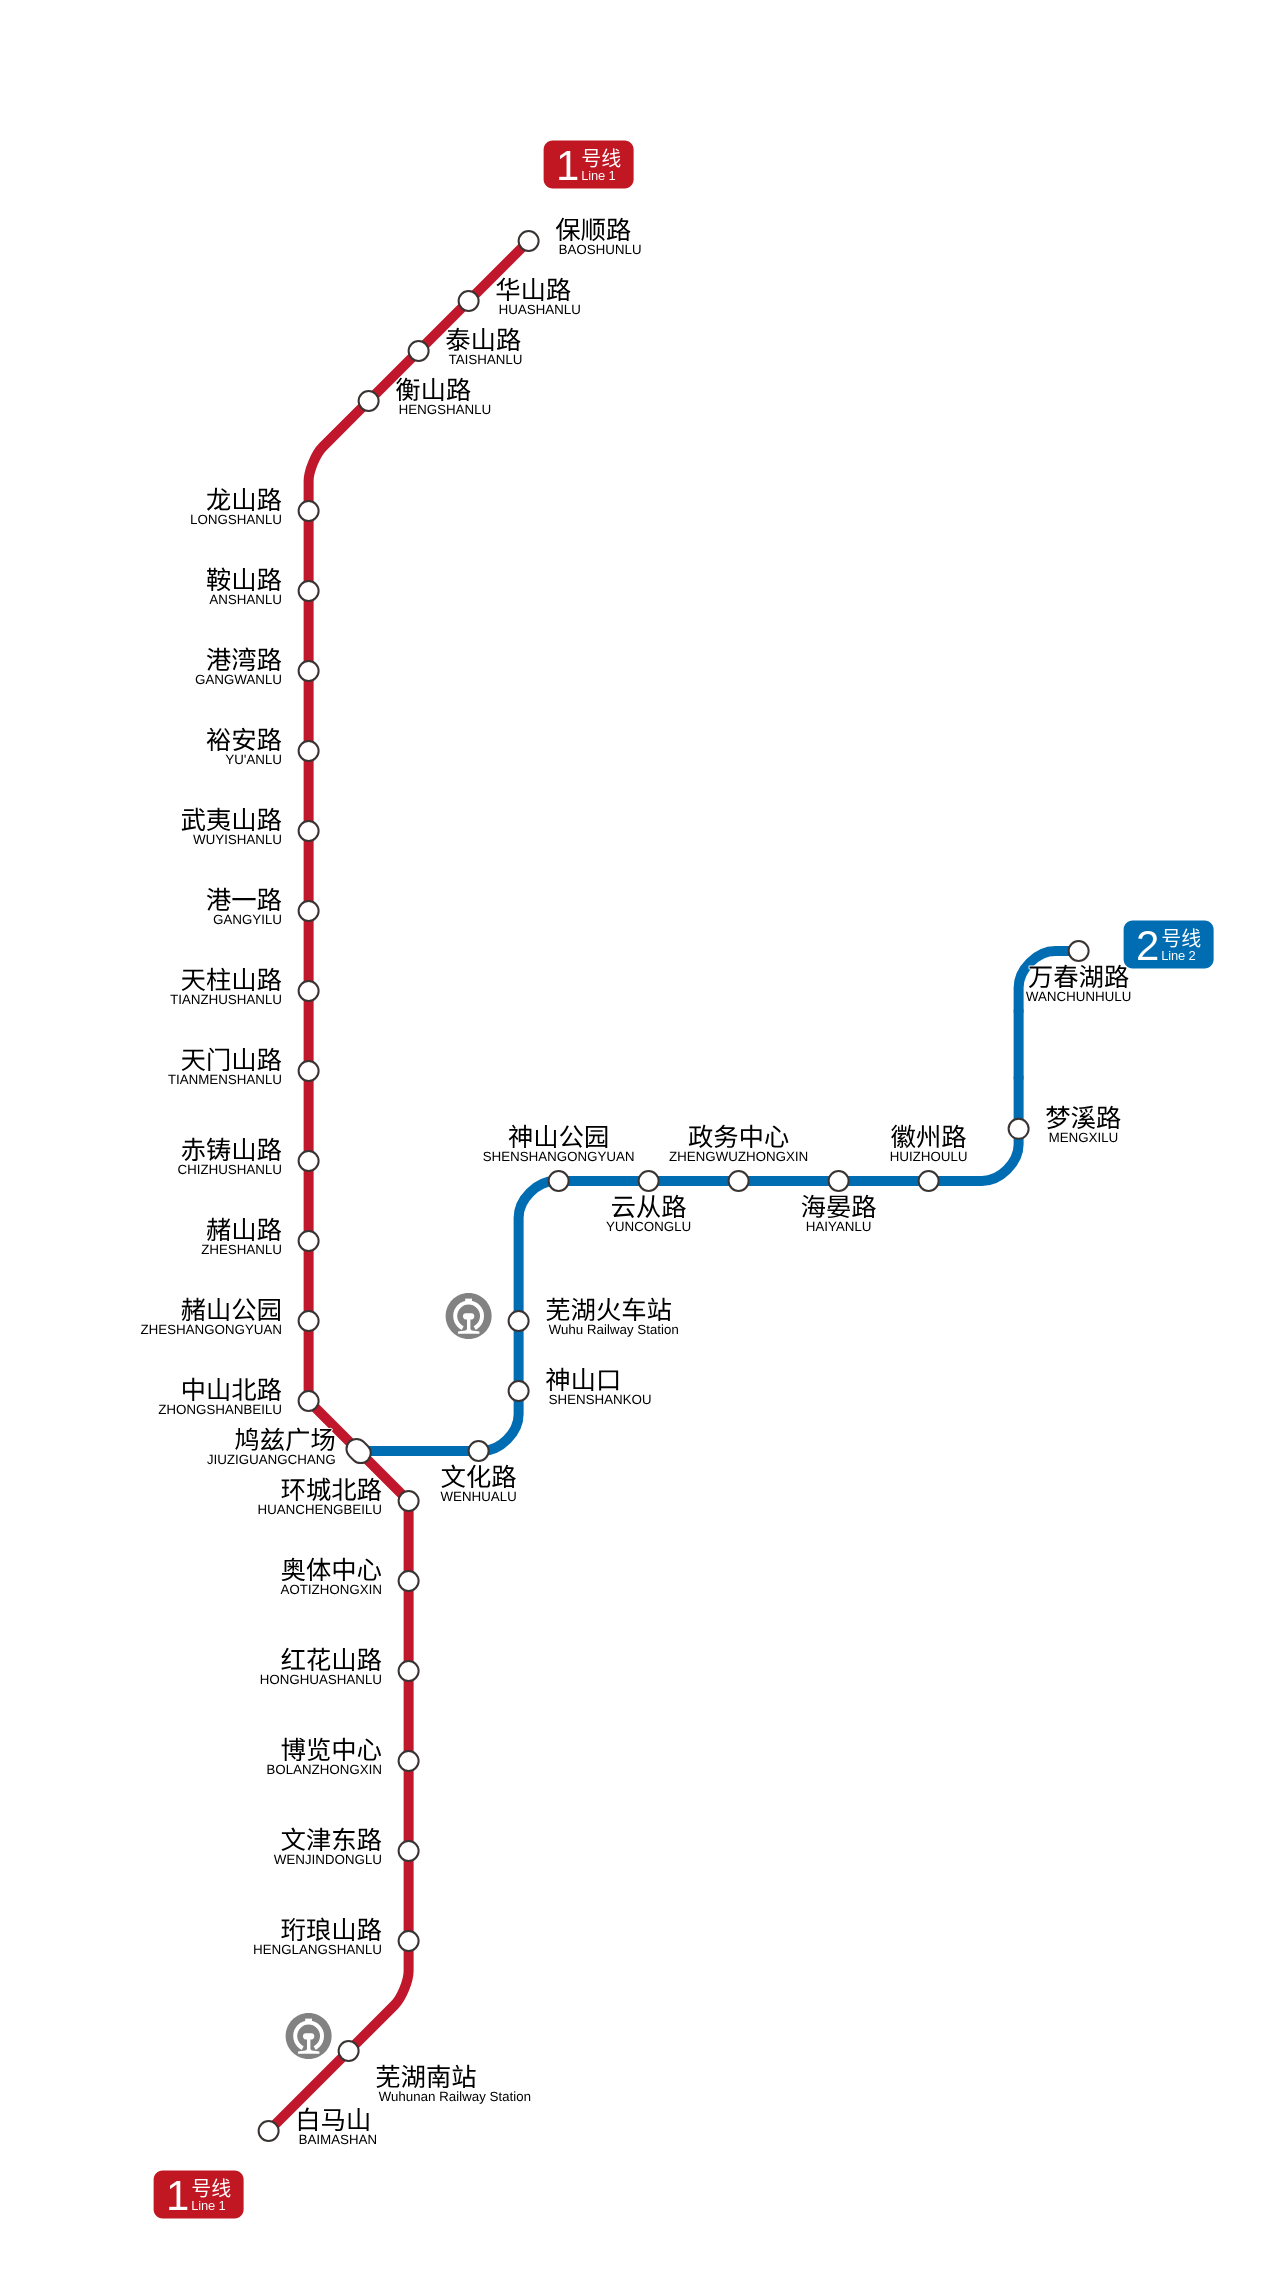 1号线
Line 1
保顺路
BAOSHUNLU
华山路
HUASHANLU
泰山路
TAISHANLU
衡山路
HENGSHANLU
龙山路
LONGSHANLU
鞍山路
ANSHANLU
港湾路
GANGWANLU
裕安路
YU'ANLU
武夷山路
WUYISHANLU
港一路
GANGYILU
2号线
Line 2
万春湖路
WANCHUNHULU
天柱山路
TIANZHUSHANLU
天门山路
TIANMENSHANLU
梦溪路
MENGXILU
神山公园
SHENSHANGONGYUAN
政务中心
ZHENGWUZHONGXIN
徽州路
HUIZHOULU
赤铸山路
CHIZHUSHANLU
云从路
YUNCONGLU
海晏路
HAIYANLU
赭山路
ZHESHANLU
赭山公园
ZHESHANGONGYUAN
芜湖火车站
Wuhu Railway Station
神山口
SHENSHANKOU
中山北路
ZHONGSHANBEILU
鸠兹广场
JIUZIGUANGCHANG
文化路
WENHUALU
环城北路
HUANCHENGBEILU
奥体中心
AOTIZHONGXIN
红花山路
HONGHUASHANLU
博览中心
BOLANZHONGXIN
文津东路
WENJINDONGLU
珩琅山路
HENGLANGSHANLU
芜湖南站
Wuhunan Railway Station
白马山
BAIMASHAN
1号线
Line 1